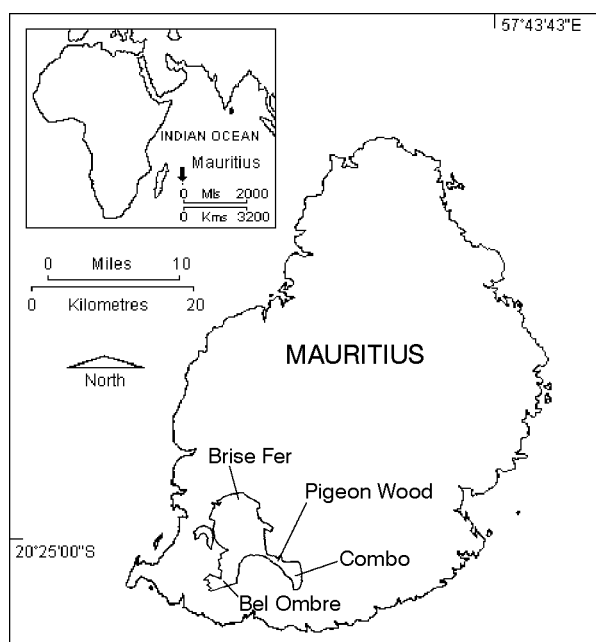 57°43'43"E
INDIAN OCEAN
Mauritius
0 Mls 2000
0 Kms 3200
0 Miles 10
0 Kilometres 20
MAURITIUS
North
Brise Fer
Pigeon Wood
20°25'00"S
Combo
Bel Ombre